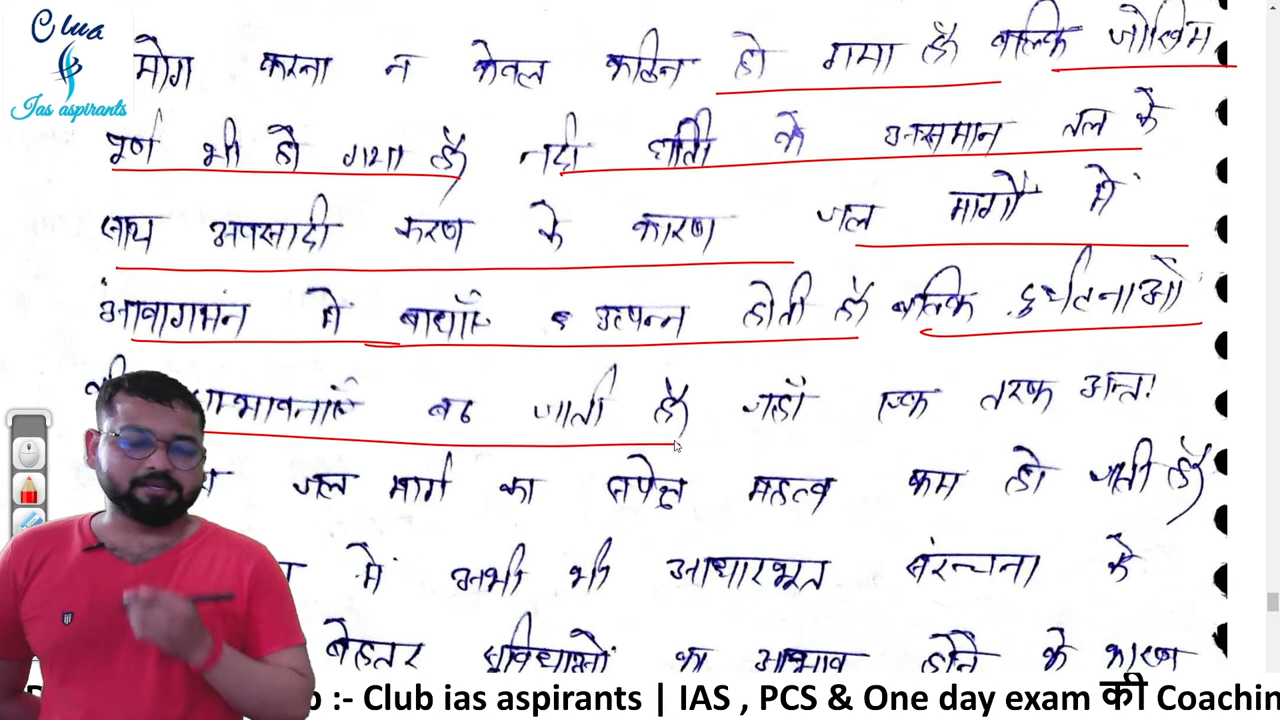 Club
Ias aspirants
योग करना न केवल कठिन हो गया है बल्कि जोखिम
पूर्ण भी हो गया है नदी घाटी के असमान तल के
साथ अवसादी करण के कारण जल मार्गों में
आवागमन में बाधाएँ उत्पन्न होती है बल्कि दुर्घटनाओं
की सम्भावनाएँ बढ जाती है जहाँ एक तरफ अन्तः
जल मार्ग का सापेक्ष महत्व कम हो जाती है
में अभी भी आधारभूत संरचना के
बेहतर सुविधाओं का आभाव होने के कारण
:- Club ias aspirants | IAS , PCS & One day exam की Coachin